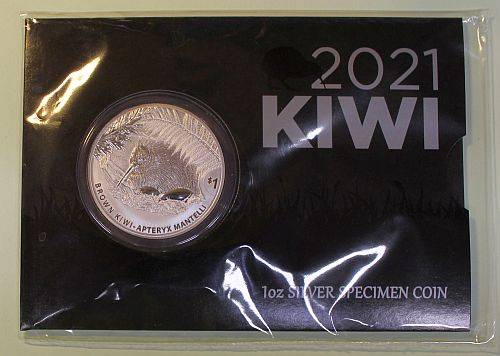 2021
KIWI
$1
BROWN KIWI • APTERYX MANTELLI
1oz SILVER SPECIMEN COIN